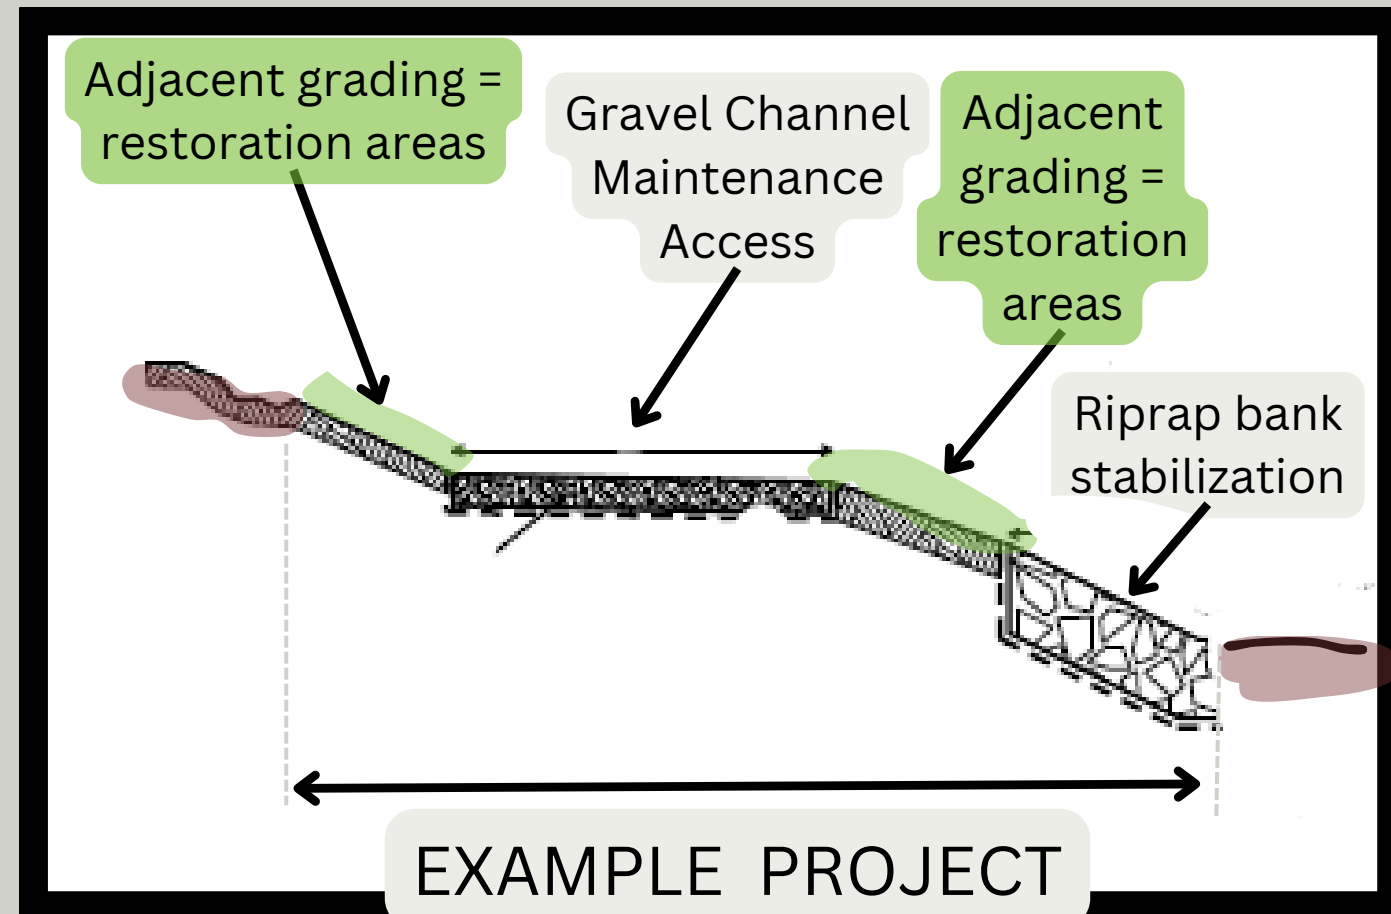 Adjacent grading =
restoration areas
Gravel Channel
Maintenance
Access
Adjacent
grading =
restoration
areas
Riprap bank
stabilization
EXAMPLE PROJECT